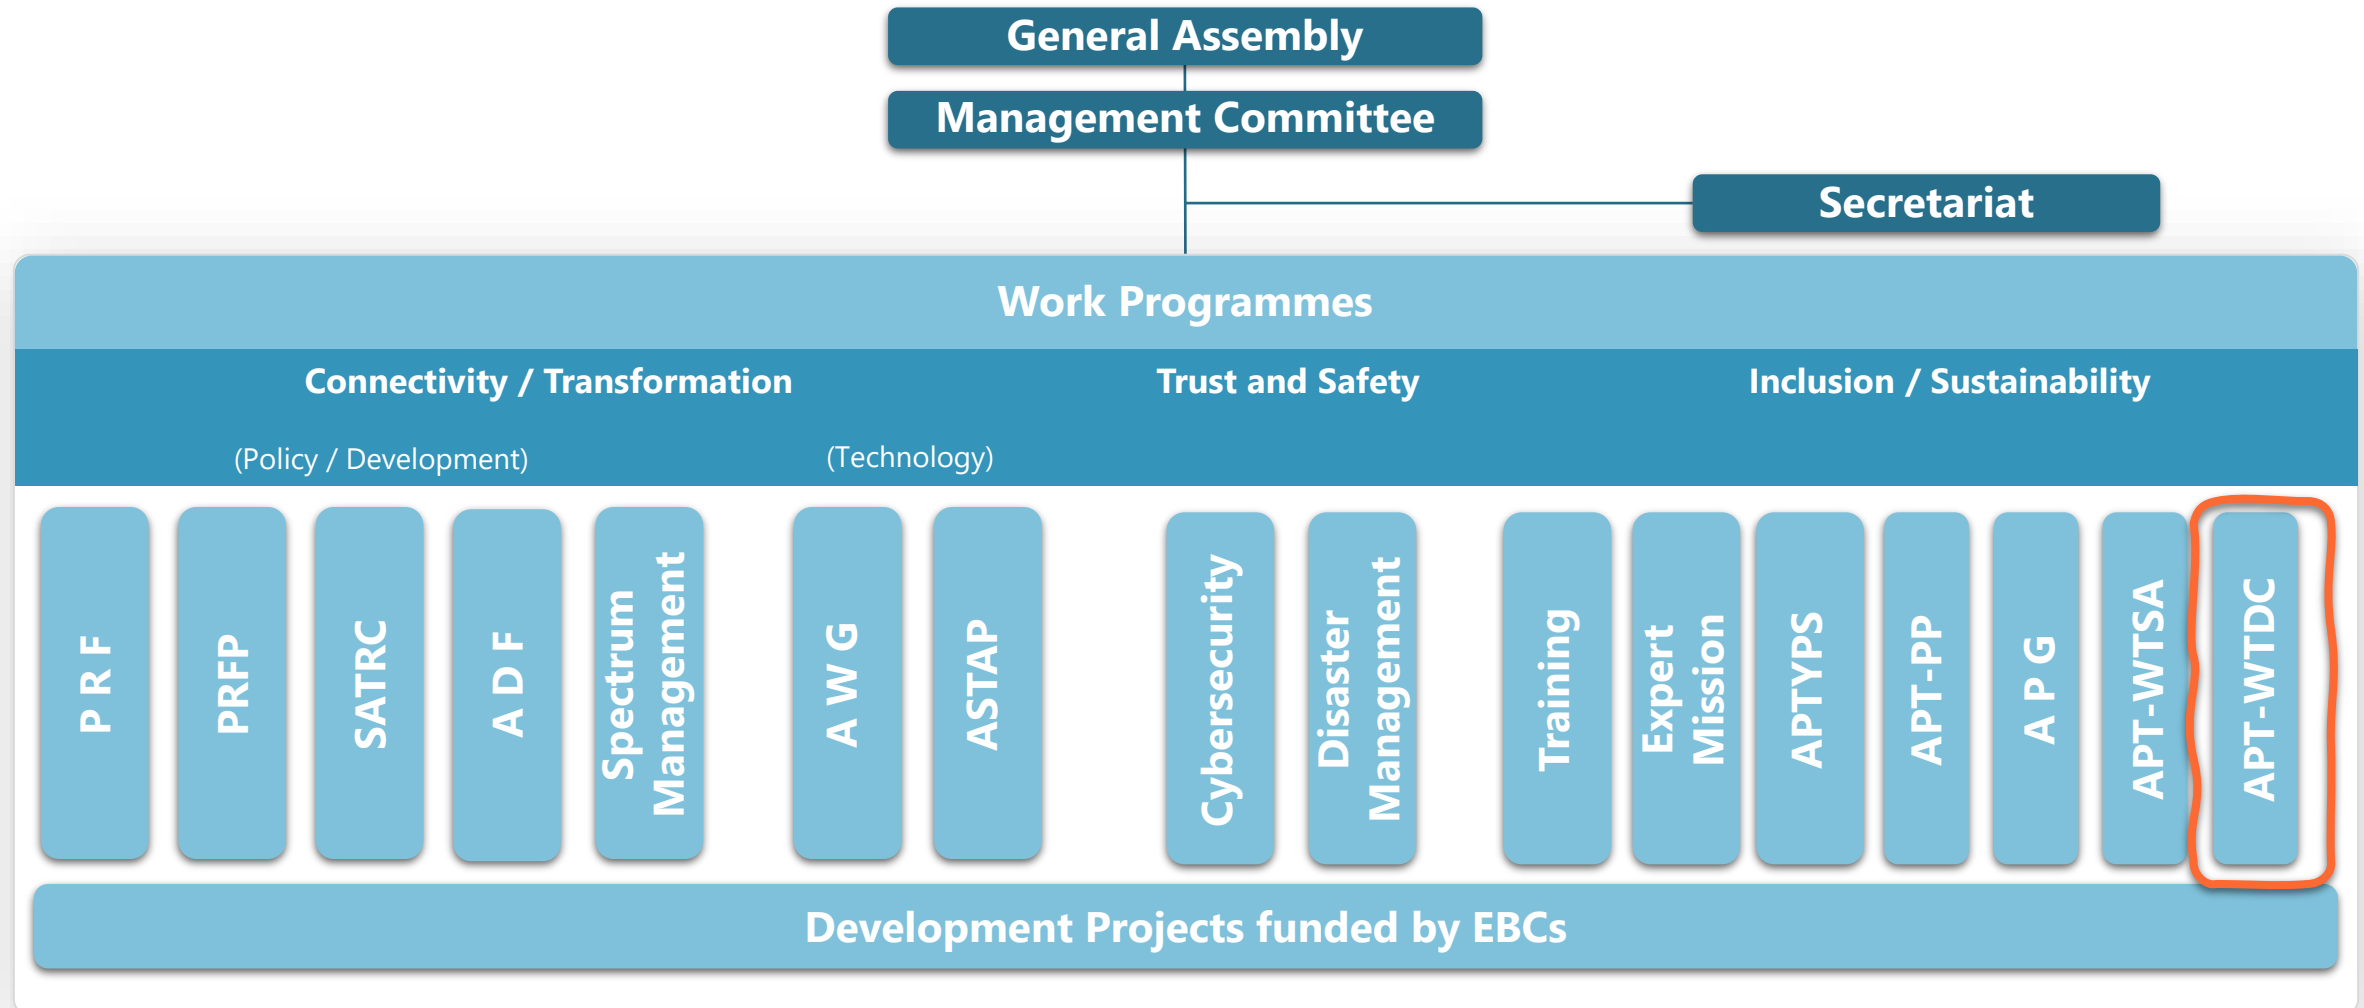 General Assembly
Management Committee
Secretariat
Work Programmes
Connectivity / Transformation
Trust and Safety
Inclusion / Sustainability
(Policy / Development)
(Technology)
P R F
PRFP
SATRC
A D F
Spectrum
Management
A W G
ASTAP
Cybersecurity
Disaster
Management
Training
Expert
Mission
APTYPS
APT-PP
A P G
APT-WTSA
APT-WTDC
Development Projects funded by EBCs